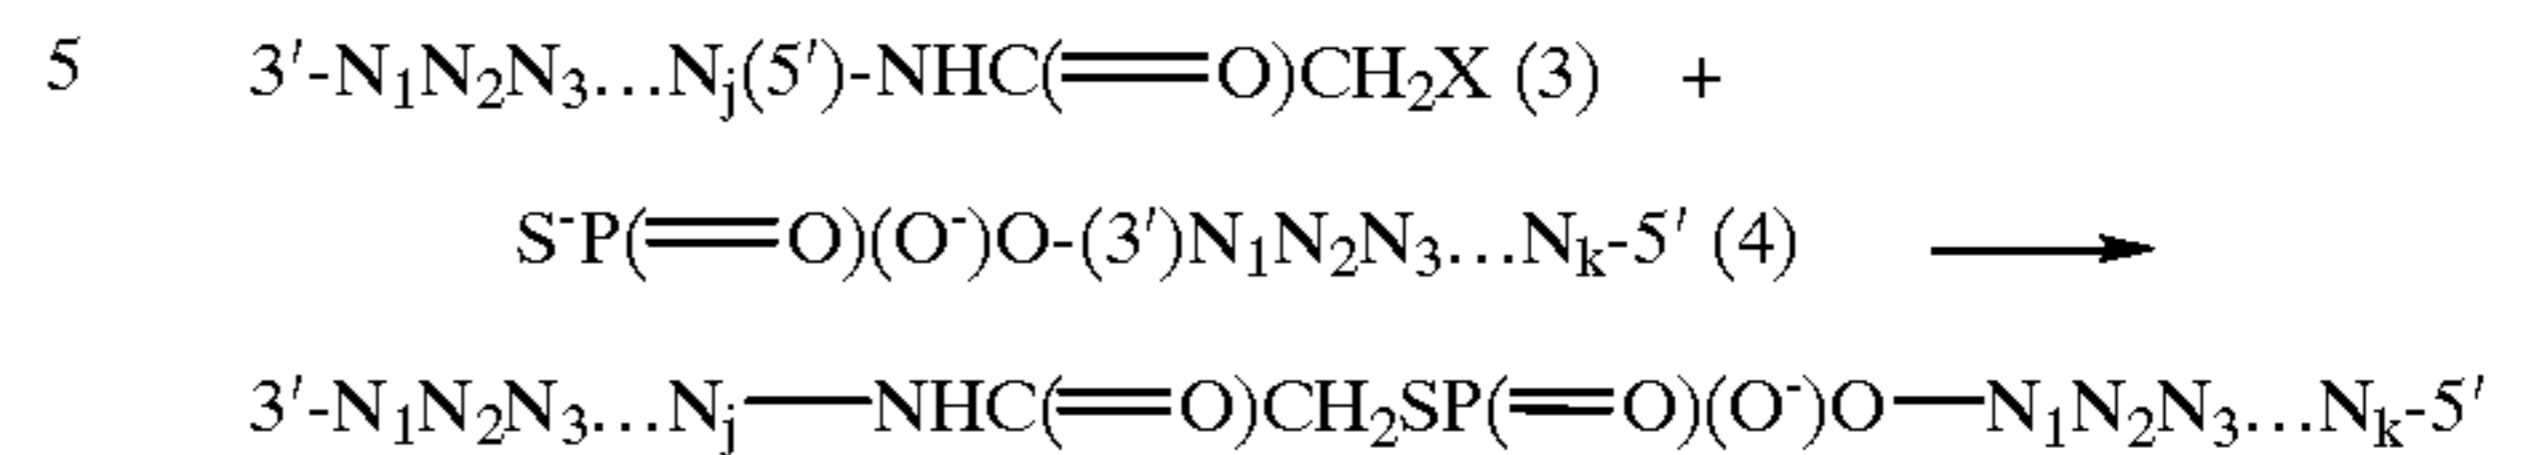 5 3′-N₁N₂N₃...Nⱼ(5′)-NHC(═O)CH₂X (3) +
S⁻P(═O)(O⁻)O-(3′)N₁N₂N₃...Nₖ-5′ (4) ⟶
3′-N₁N₂N₃...Nⱼ—NHC(═O)CH₂SP(═O)(O⁻)O—N₁N₂N₃...Nₖ-5′